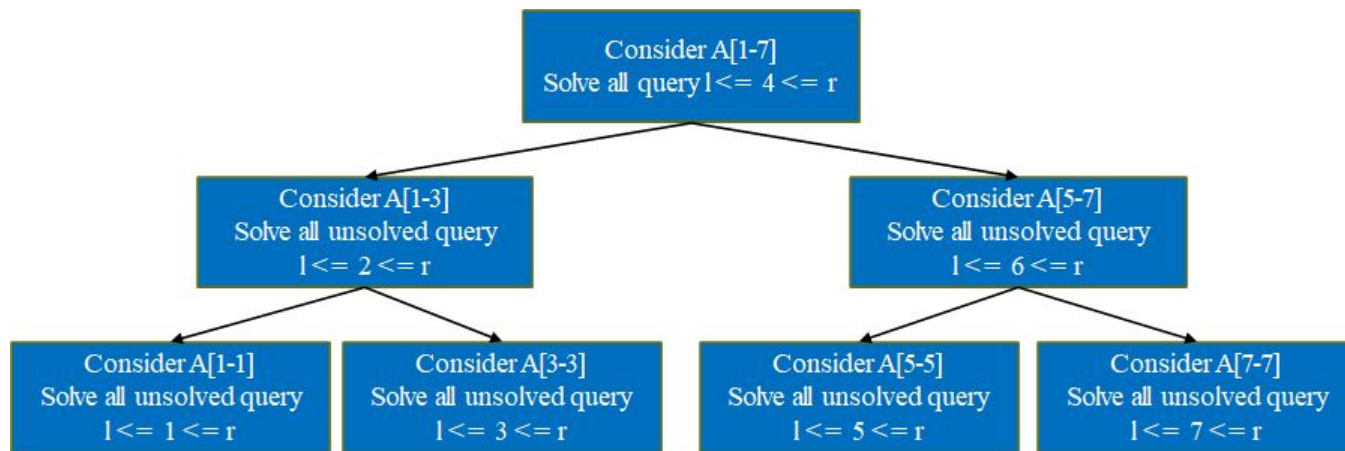 Consider A[1-7]
Solve all query l <= 4 <= r
Consider A[1-3]
Solve all unsolved query
l <= 2 <= r
Consider A[5-7]
Solve all unsolved query
l <= 6 <= r
Consider A[1-1]
Solve all unsolved query
l <= 1 <= r
Consider A[3-3]
Solve all unsolved query
l <= 3 <= r
Consider A[5-5]
Solve all unsolved query
l <= 5 <= r
Consider A[7-7]
Solve all unsolved query
l <= 7 <= r